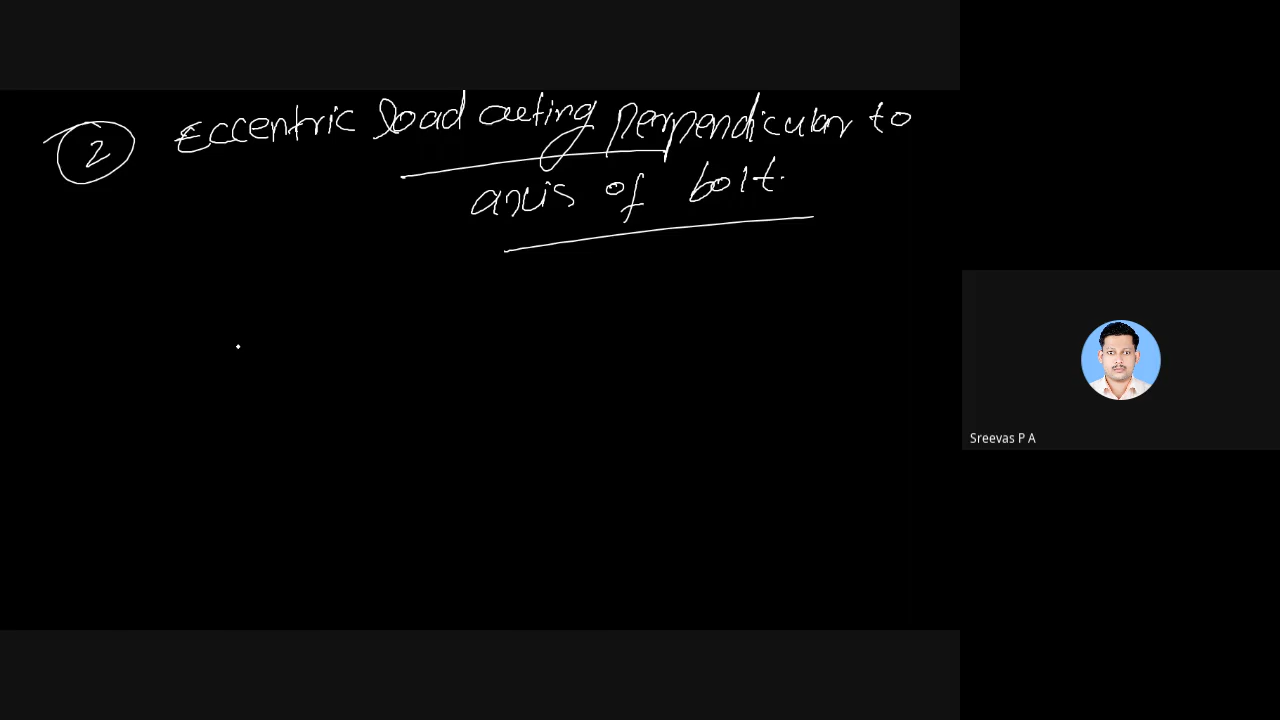 2 Eccentric load acting perpendicular to
axis of bolt.
Sreevas P A